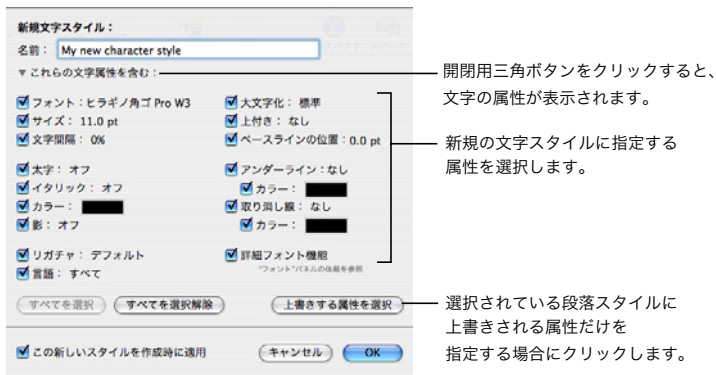 新規文字スタイル：
名前： My new character style
▼これらの文字属性を含む：
開閉用三角ボタンをクリックすると、
文字の属性が表示されます。
フォント：ヒラギノ角ゴ Pro W3
サイズ： 11.0 pt
文字間隔： 0%
太字： オフ
イタリック： オフ
カラー：
影： オフ
リガチャ： デフォルト
言語： すべて
大文字化： 標準
上付き： なし
ベースラインの位置：0.0 pt
アンダーライン：なし
カラー：
取り消し線： なし
カラー：
詳細フォント機能
"フォント"パネルの体裁を参照
新規の文字スタイルに指定する
属性を選択します。
すべてを選択 すべてを選択解除 上書きする属性を選択
選択されている段落スタイルに
上書きされる属性だけを
指定する場合にクリックします。
この新しいスタイルを作成時に適用 キャンセル OK